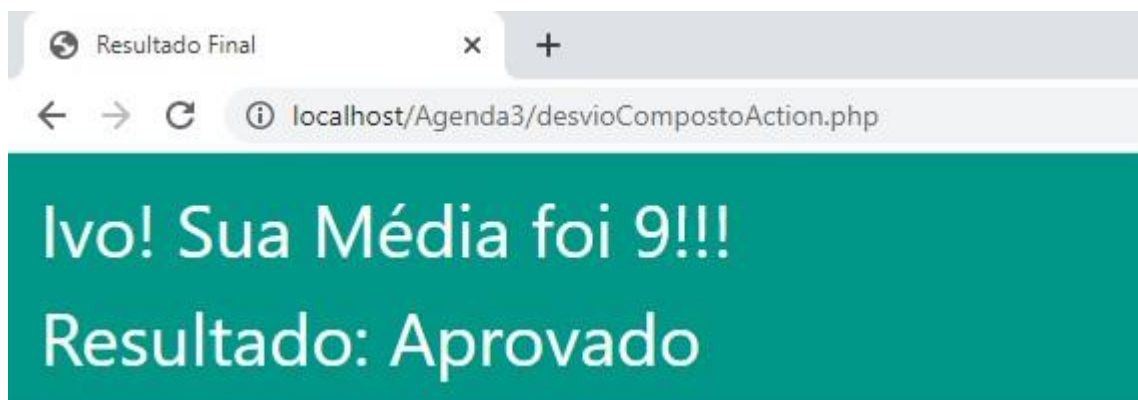 Resultado Final
localhost/Agenda3/desvioCompostoAction.php
Ivo! Sua Média foi 9!!!
Resultado: Aprovado